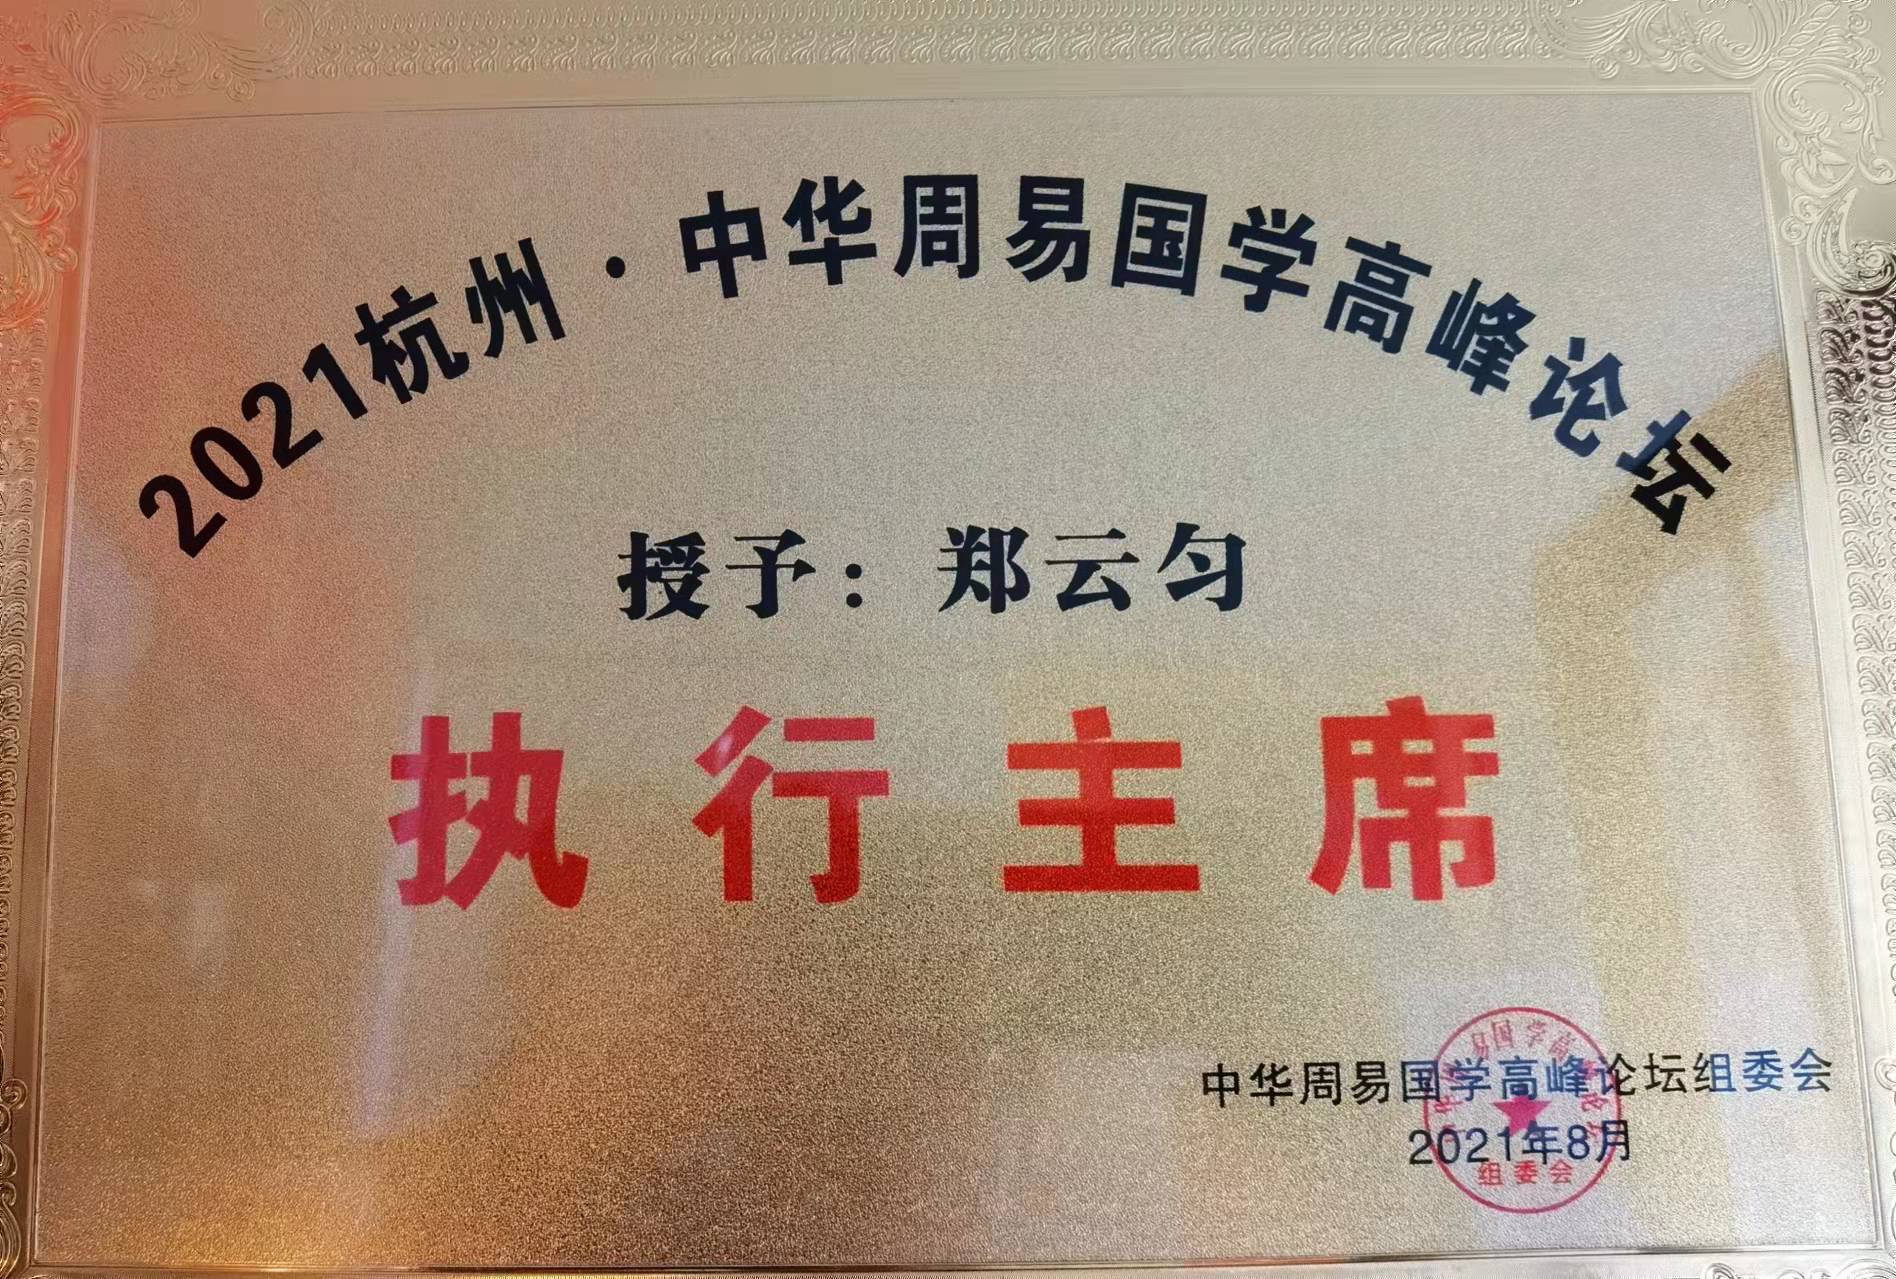 2021杭州·中华周易国学高峰论坛
授予：郑云匀
执行主席
中华周易国学高峰论坛组委会
2021年8月
组委会